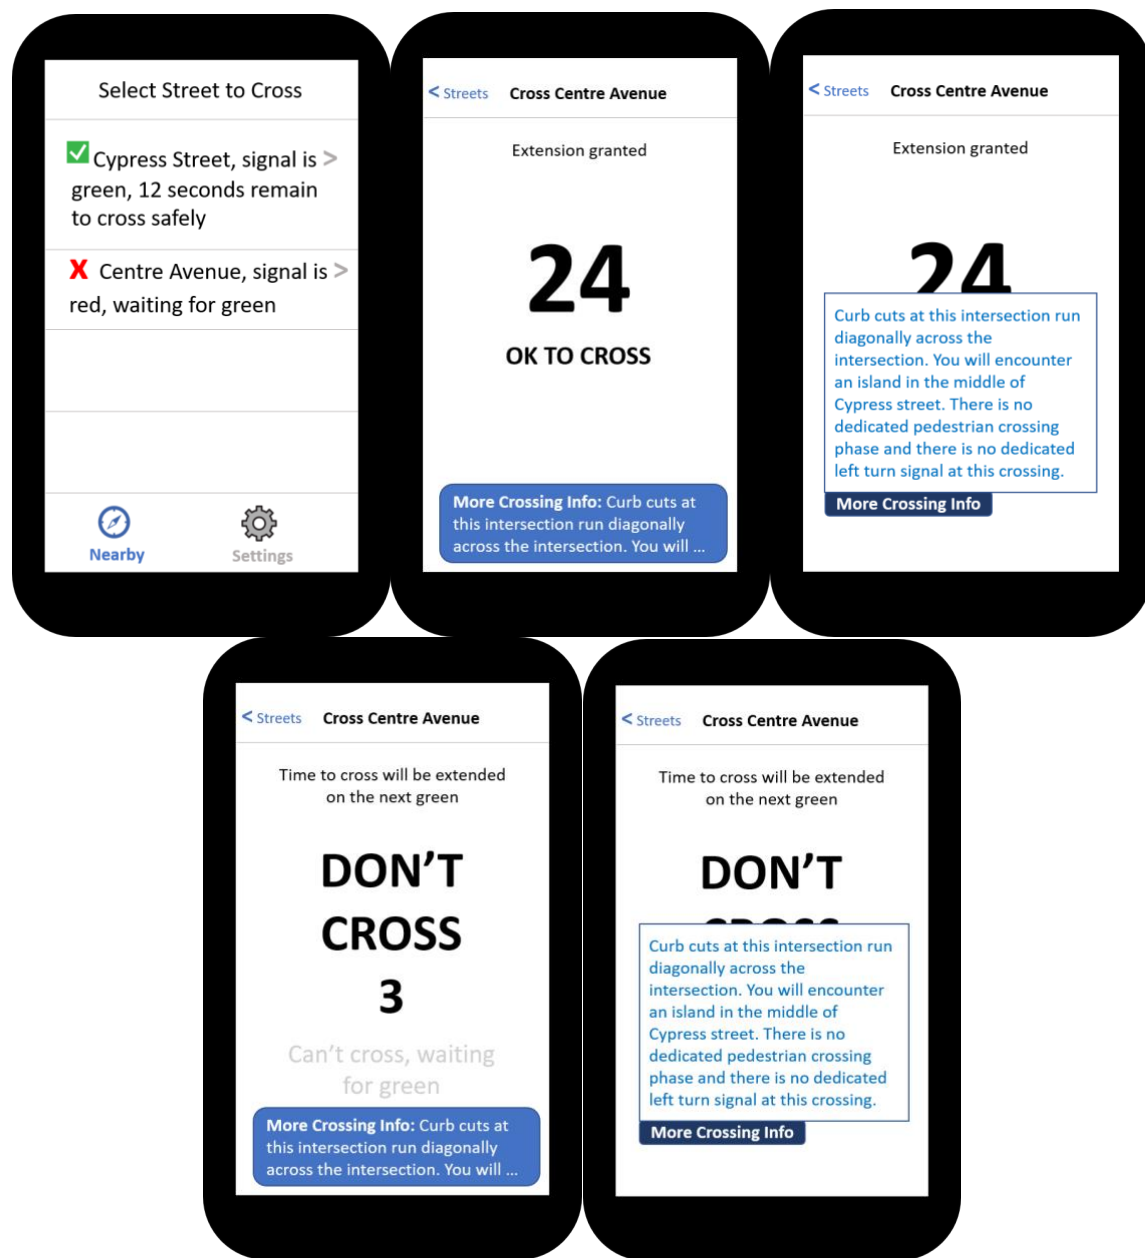 Select Street to Cross
Cypress Street, signal is >
green, 12 seconds remain
to cross safely
X Centre Avenue, signal is >
red, waiting for green
Nearby
Settings
< Streets Cross Centre Avenue
Extension granted
24
OK TO CROSS
More Crossing Info: Curb cuts at
this intersection run diagonally
across the intersection. You will ...
< Streets Cross Centre Avenue
Extension granted
24
Curb cuts at this intersection run
diagonally across the
intersection. You will encounter
an island in the middle of
Cypress street. There is no
dedicated pedestrian crossing
phase and there is no dedicated
left turn signal at this crossing.
More Crossing Info
< Streets Cross Centre Avenue
Time to cross will be extended
on the next green
DON’T
CROSS
3
Can’t cross, waiting
for green
More Crossing Info: Curb cuts at
this intersection run diagonally
across the intersection. You will ...
< Streets Cross Centre Avenue
Time to cross will be extended
on the next green
DON’T
CROSS
Curb cuts at this intersection run
diagonally across the
intersection. You will encounter
an island in the middle of
Cypress street. There is no
dedicated pedestrian crossing
phase and there is no dedicated
left turn signal at this crossing.
More Crossing Info